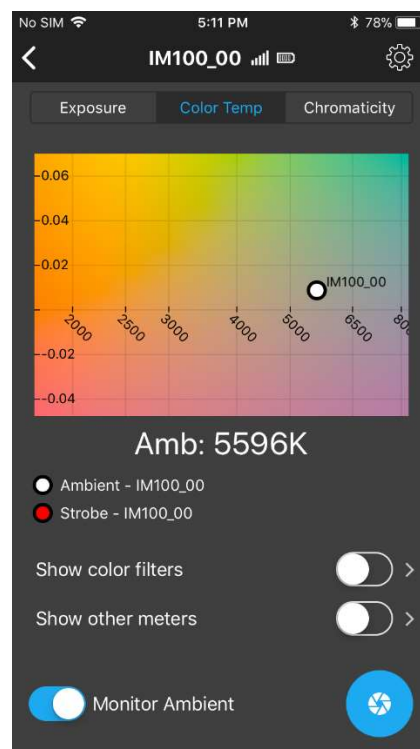 No SIM 5:11 PM 78%
IM100_00
Exposure Color Temp Chromaticity
-0.06
-0.04
-0.02
IM100_00
2000 2500 3000 4000 5000 6500 800
--0.02
--0.04
Amb: 5596K
Ambient - IM100_00
Strobe - IM100_00
Show color filters
Show other meters
Monitor Ambient